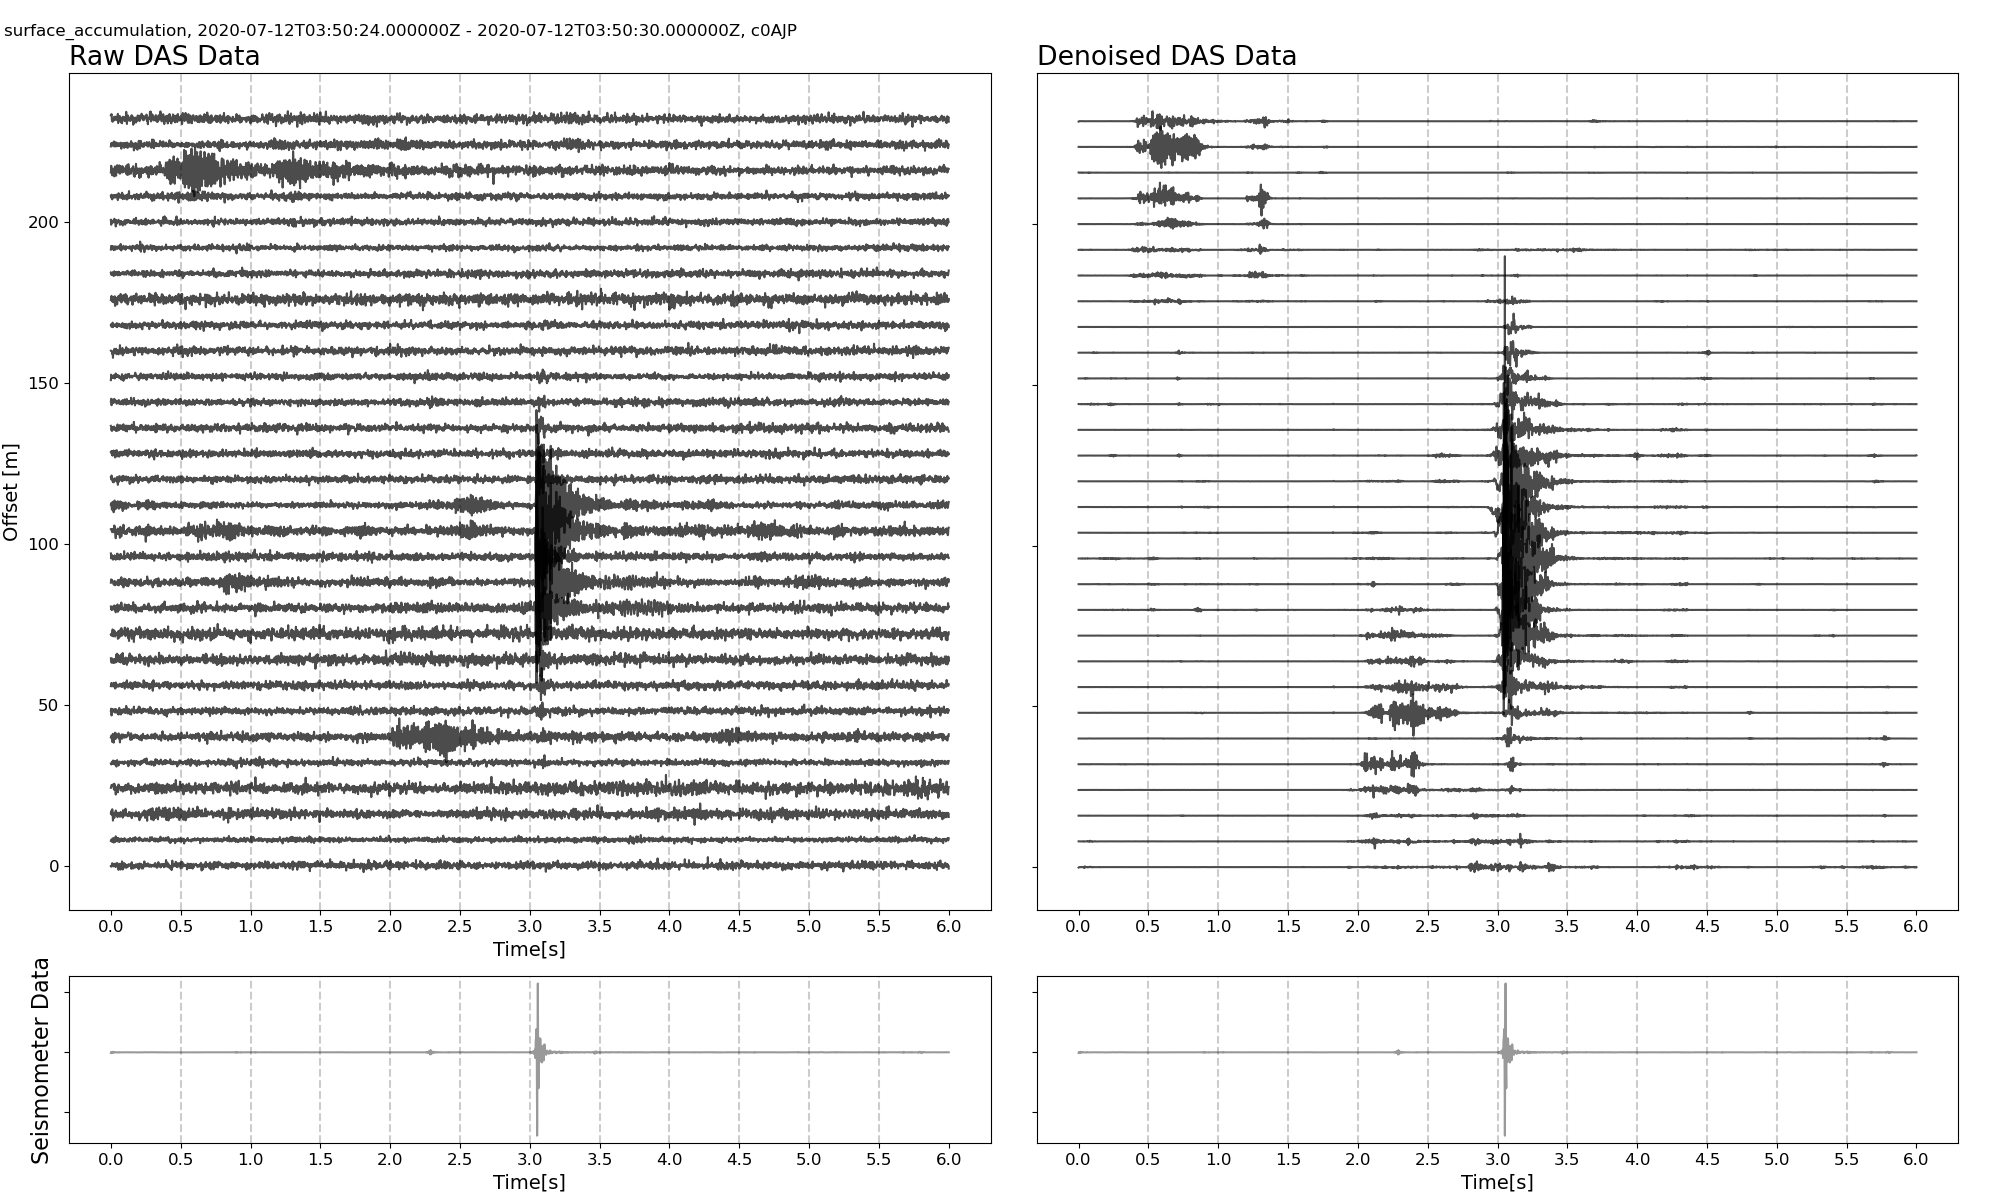 surface_accumulation, 2020-07-12T03:50:24.000000Z - 2020-07-12T03:50:30.000000Z, c0AJP
Raw DAS Data
Denoised DAS Data
Offset [m]
200
150
100
50
0
0.0 0.5 1.0 1.5 2.0 2.5 3.0 3.5 4.0 4.5 5.0 5.5 6.0
Time[s]
0.0 0.5 1.0 1.5 2.0 2.5 3.0 3.5 4.0 4.5 5.0 5.5 6.0
Seismometer Data
0.0 0.5 1.0 1.5 2.0 2.5 3.0 3.5 4.0 4.5 5.0 5.5 6.0
Time[s]
0.0 0.5 1.0 1.5 2.0 2.5 3.0 3.5 4.0 4.5 5.0 5.5 6.0
Time[s]